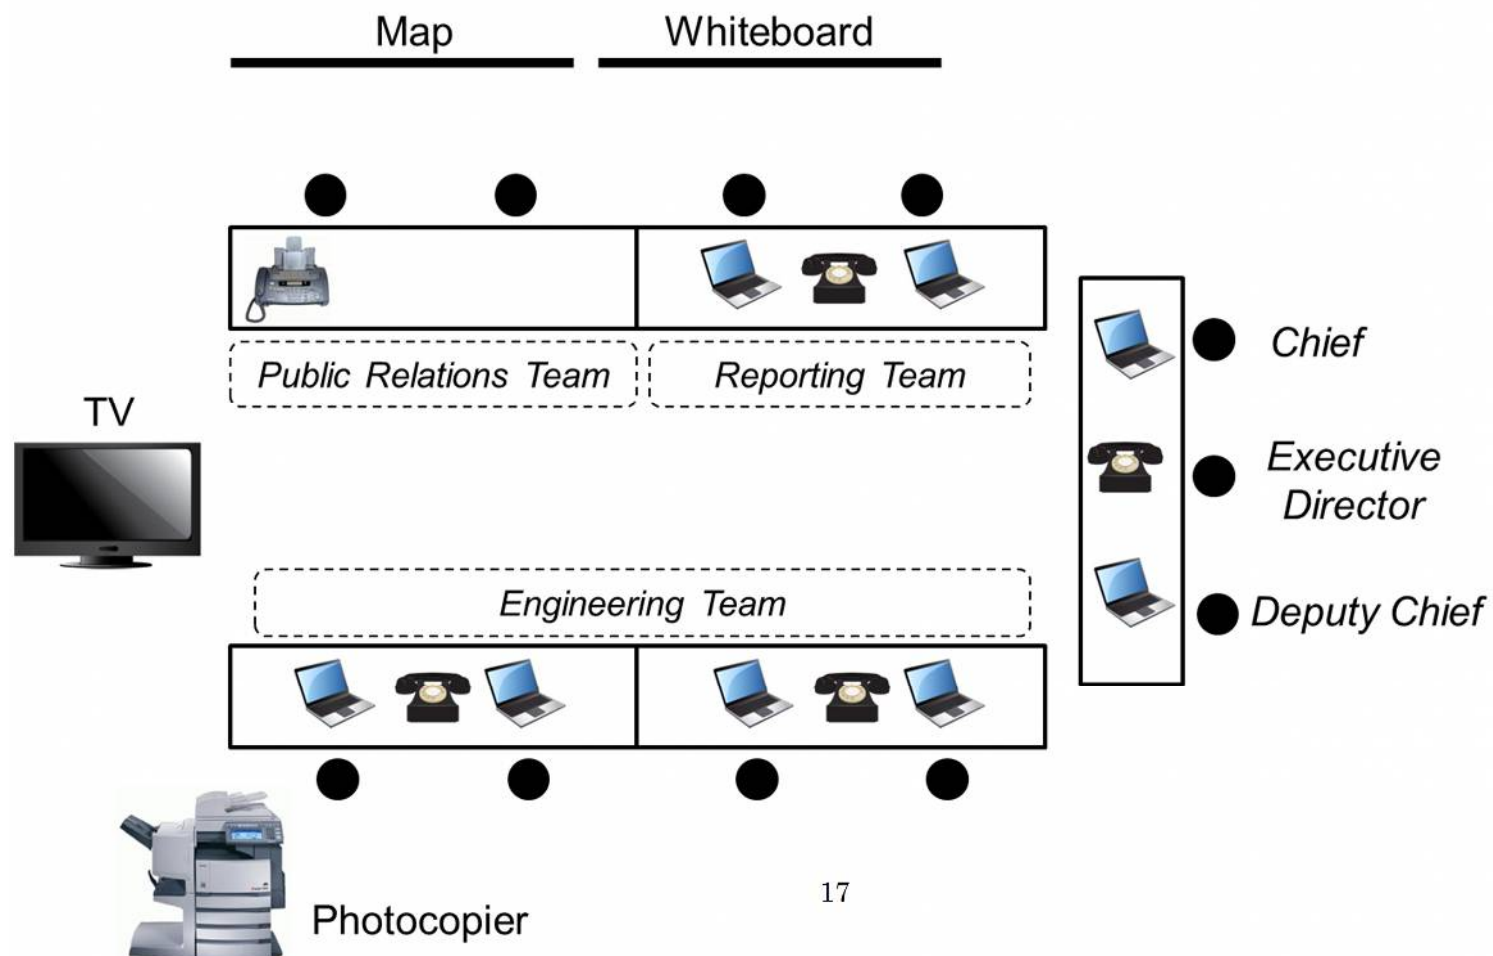 Map
Whiteboard
Public Relations Team
Reporting Team
Chief
TV
Executive
Director
Engineering Team
Deputy Chief
Photocopier
17